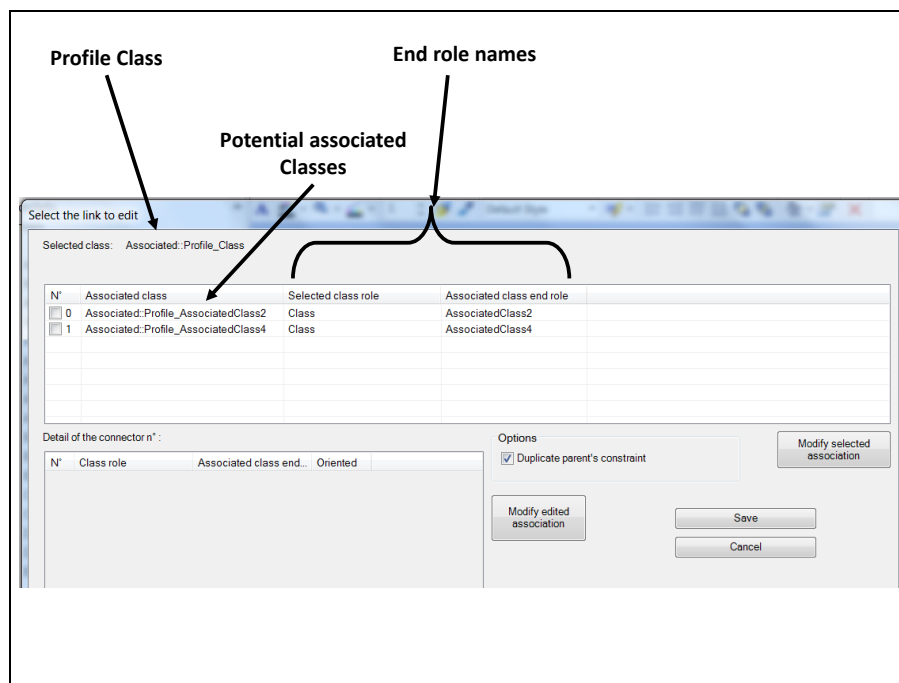 Profile Class
End role names
Potential associated
Classes
Select the link to edit
Default Style
Selected class: Associated::Profile_Class
N° Associated class Selected class role Associated class end role
0 Associated::Profile_AssociatedClass2 Class AssociatedClass2
1 Associated::Profile_AssociatedClass4 Class AssociatedClass4
Detail of the connector n° :
N° Class role Associated class end... Oriented
Options
Duplicate parent's constraint
Modify selected
association
Modify edited
association
Save
Cancel